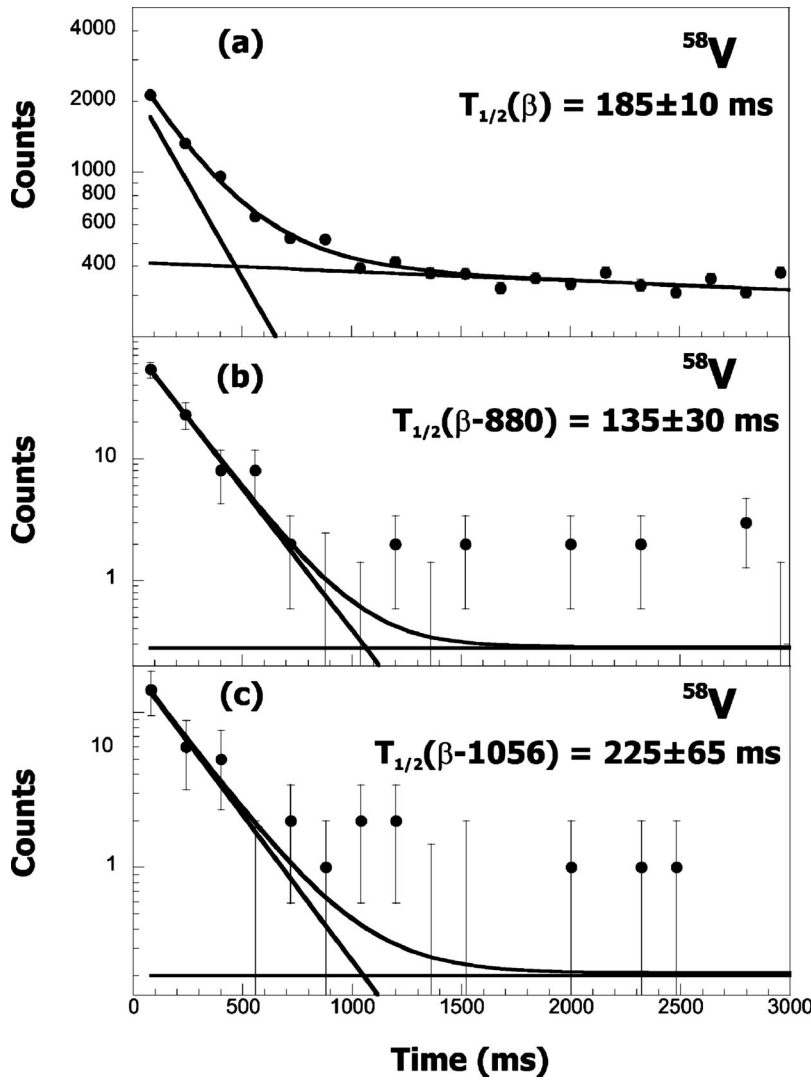 4000
(a)
⁵⁸V
2000
T₁/₂(β) = 185±10 ms
Counts
1000
800
600
400
(b)
⁵⁸V
T₁/₂(β-880) = 135±30 ms
Counts
10
1
(c)
⁵⁸V
T₁/₂(β-1056) = 225±65 ms
Counts
10
1
0 500 1000 1500 2000 2500 3000
Time (ms)